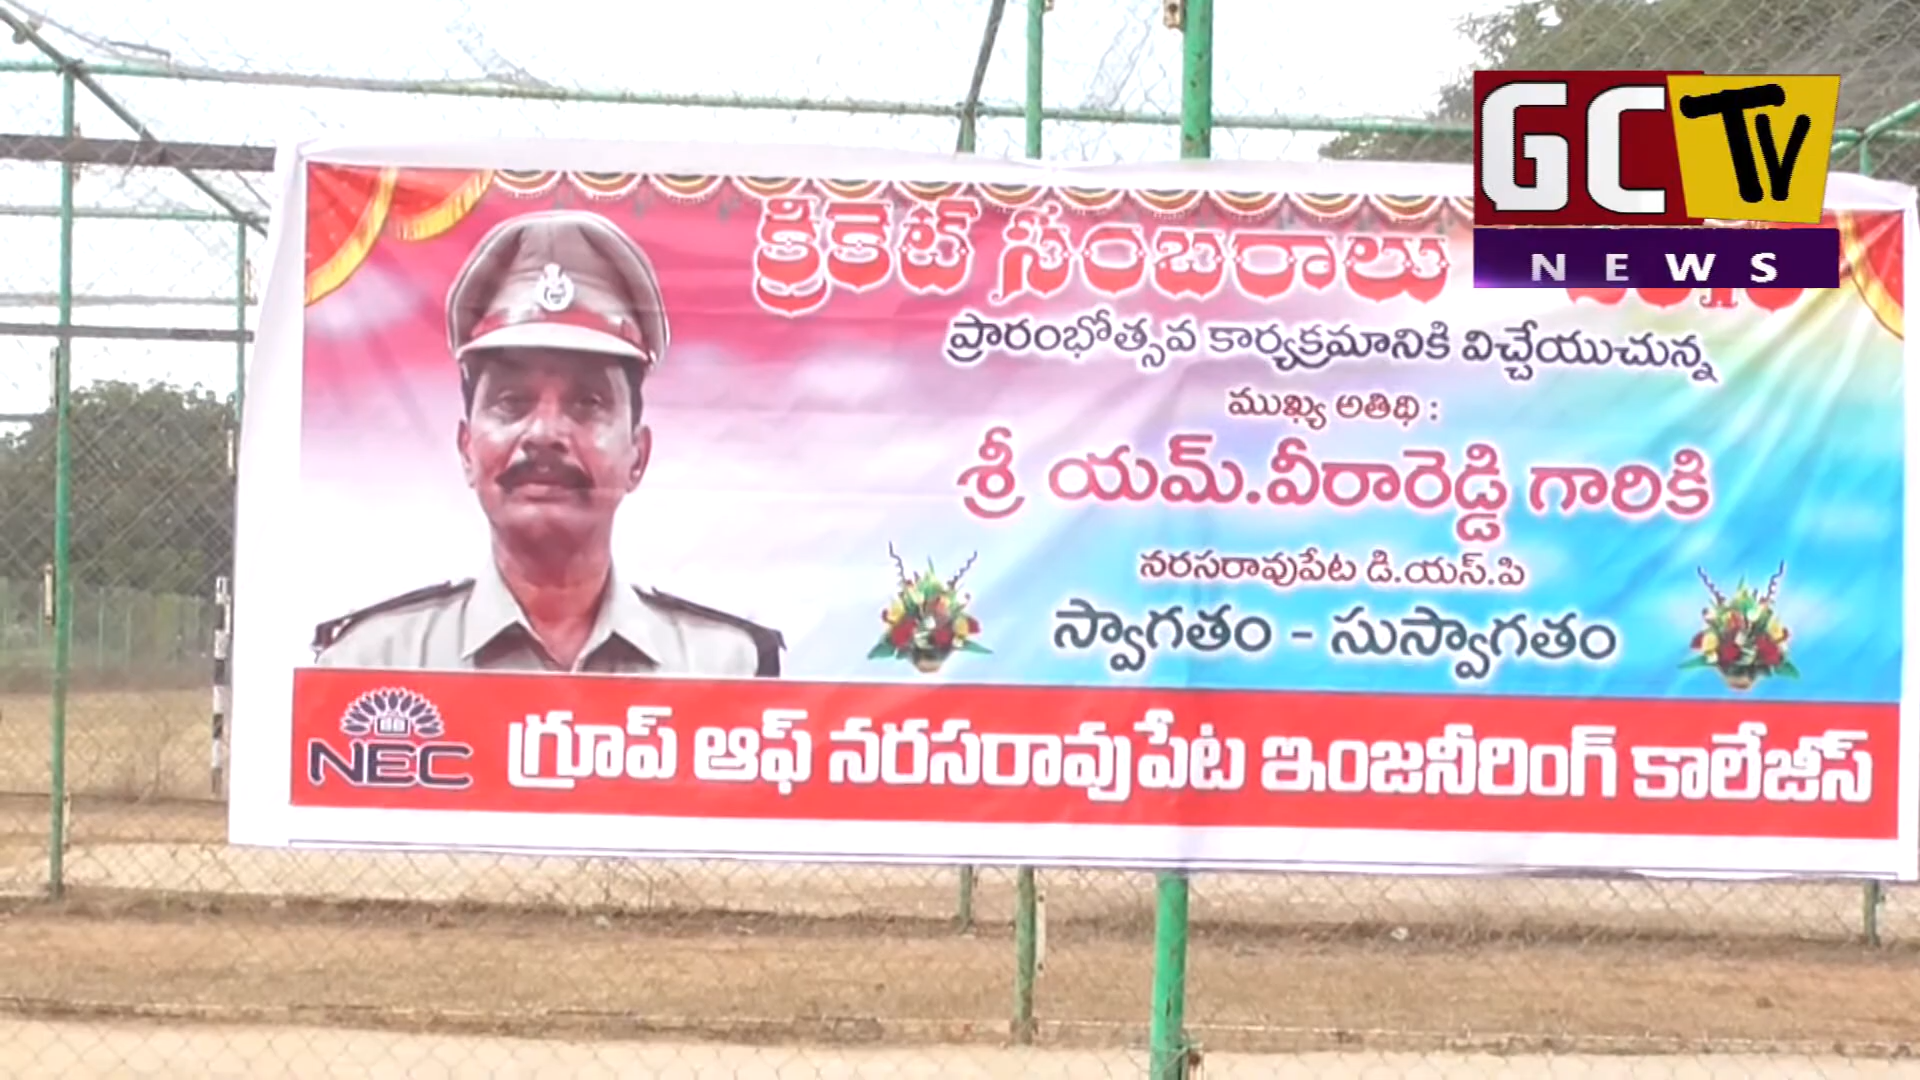 GC TV
NEWS
క్రికెట్ సంబరాలు
ప్రారంభోత్సవ కార్యక్రమానికి విచ్చేయుచున్న
ముఖ్య అతిథి :
శ్రీ యమ్.వీరారెడ్డి గారికి
నరసరావుపేట డి.యస్.పి
స్వాగతం - సుస్వాగతం
NEC గ్రూప్ ఆఫ్ నరసరావుపేట ఇంజనీరింగ్ కాలేజీస్